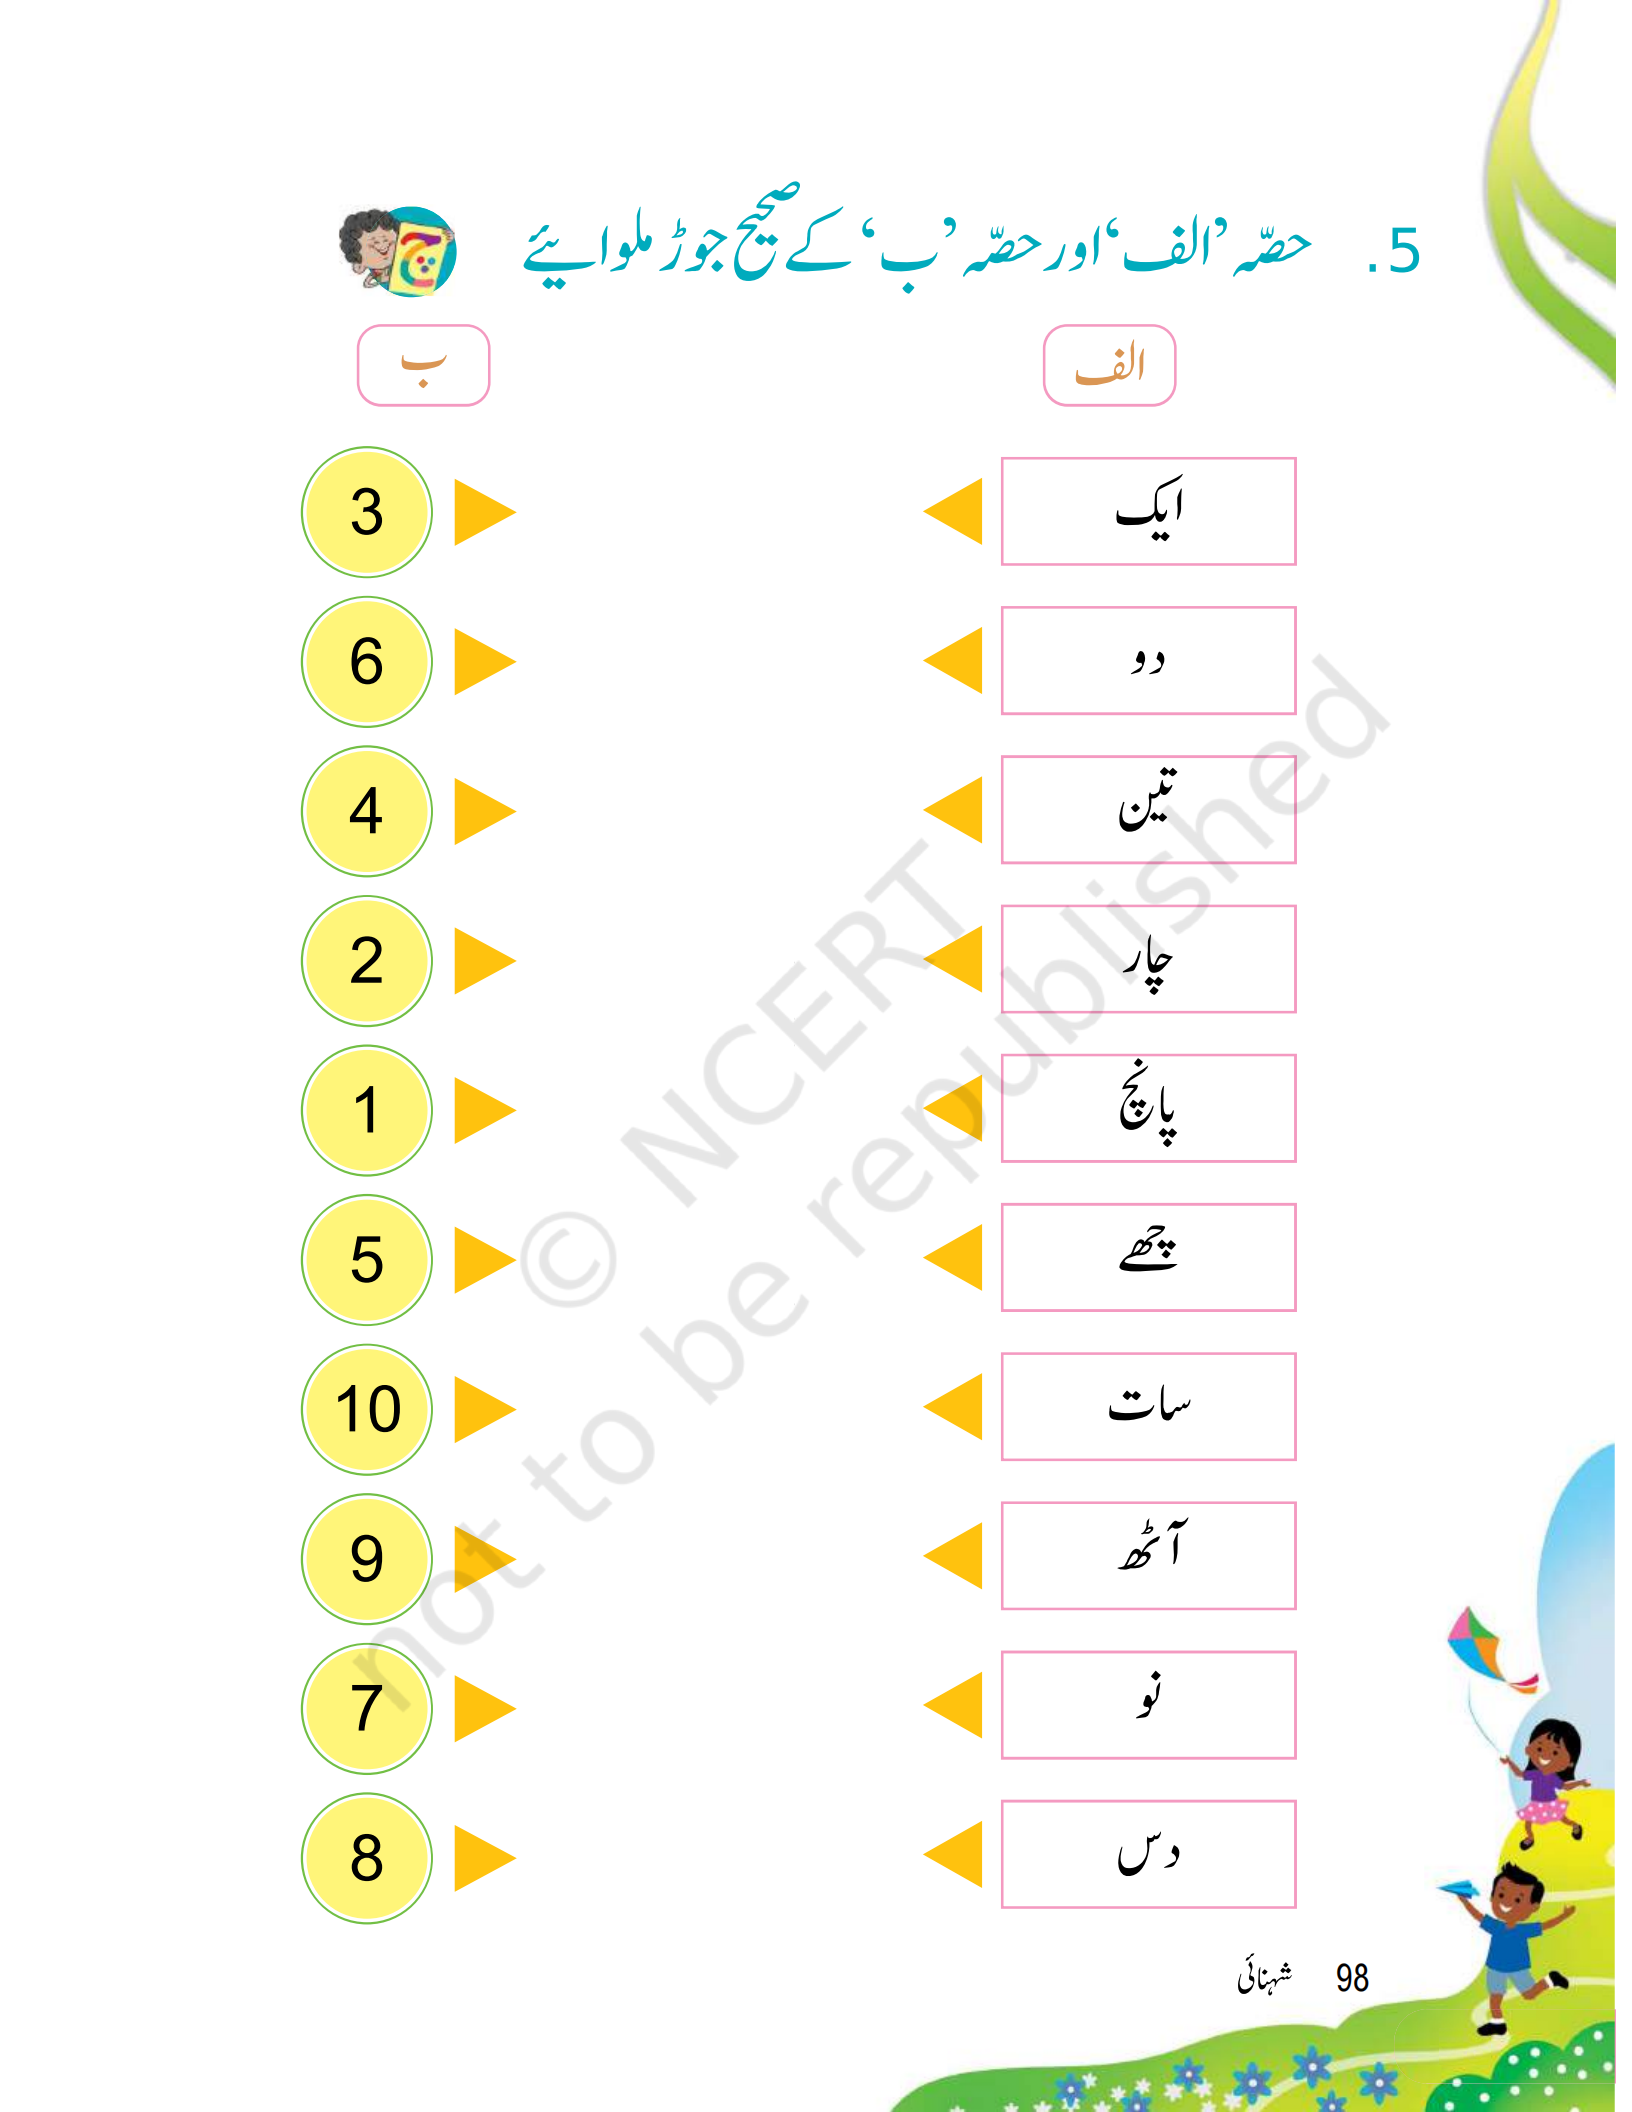 5. حصّہ ’الف‘ اور حصّہ ’ب‘ کے صحیح جوڑ ملوائیے
الف ب
ایک 3
دو 6
تین 4
چار 2
پانچ 1
چھے 5
سات 10
آٹھ 9
نو 7
دس 8
98 شہنائی
© NCERT
not to be republished